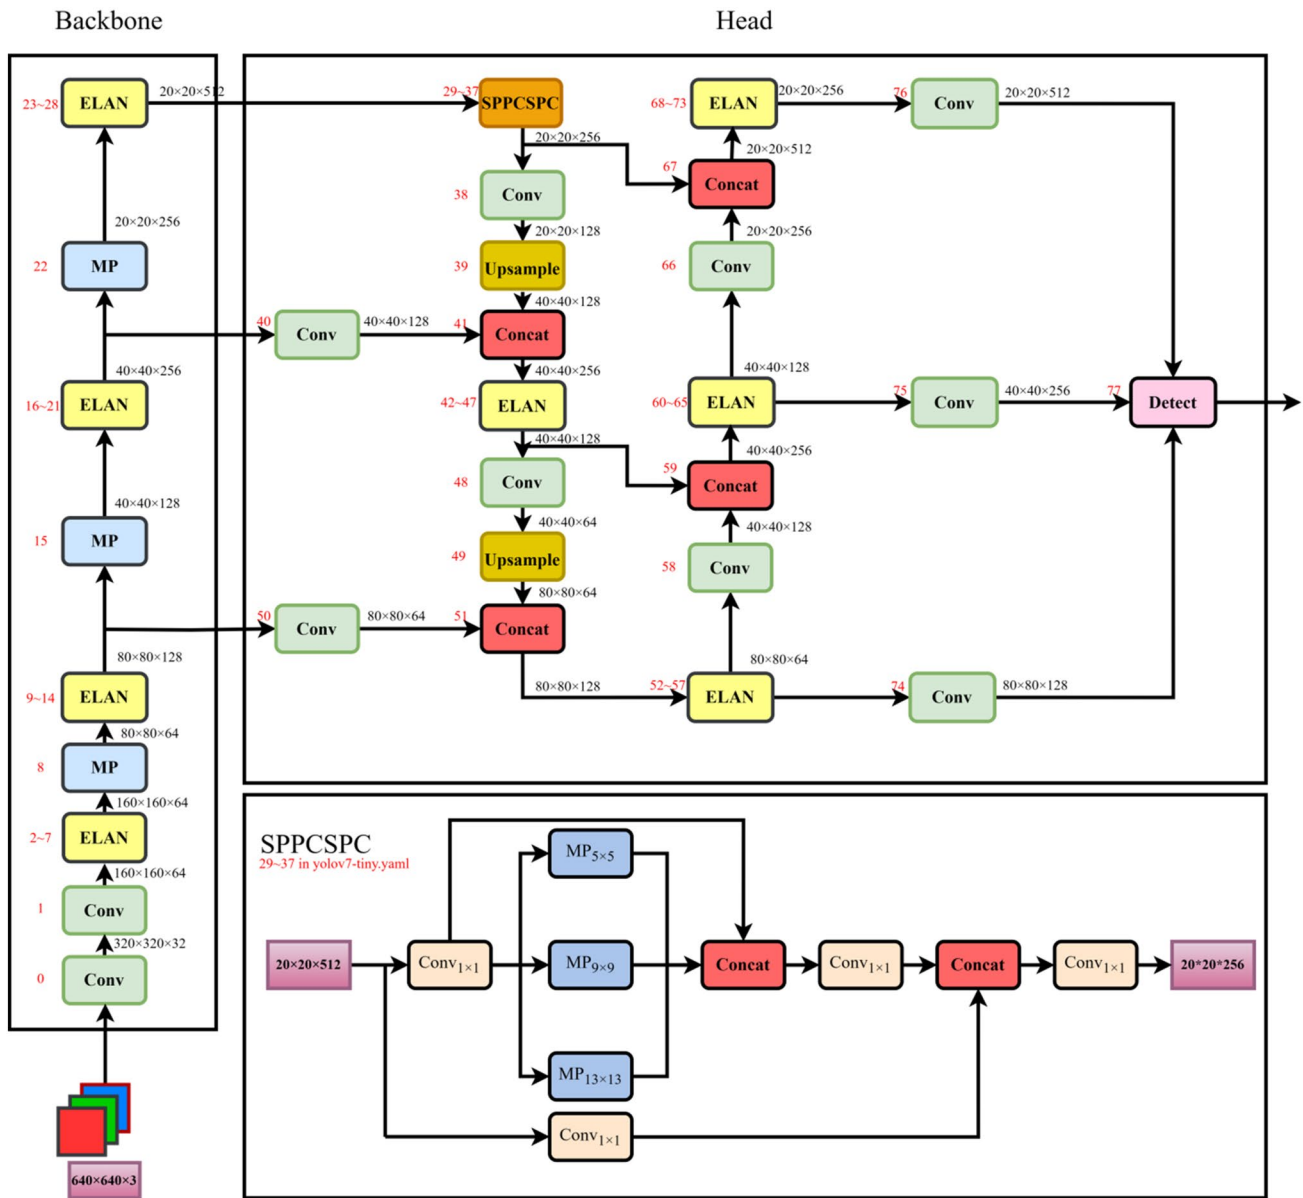 Backbone
Head
23~28
ELAN
20×20×512
20×20×256
22
MP
40×40×256
16~21
ELAN
40×40×128
15
MP
80×80×128
9~14
ELAN
80×80×64
8
MP
160×160×64
2~7
ELAN
160×160×64
1
Conv
320×320×32
0
Conv
640×640×3
29~37
SPPCSPC
20×20×256
38
Conv
20×20×128
39
Upsample
40×40×128
40
Conv
40×40×128
41
Concat
40×40×256
42~47
ELAN
40×40×128
48
Conv
40×40×64
49
Upsample
80×80×64
50
Conv
80×80×64
51
Concat
80×80×128
68~73
ELAN
20×20×256
76
Conv
20×20×512
20×20×512
67
Concat
20×20×256
66
Conv
40×40×128
60~65
ELAN
75
Conv
40×40×256
77
Detect
40×40×256
59
Concat
40×40×128
58
Conv
80×80×64
52~57
ELAN
74
Conv
80×80×128
SPPCSPC
29~37 in yolov7-tiny.yaml
MP5×5
20×20×512
Conv1×1
MP9×9
Concat
Conv1×1
Concat
Conv1×1
20*20*256
MP13×13
Conv1×1